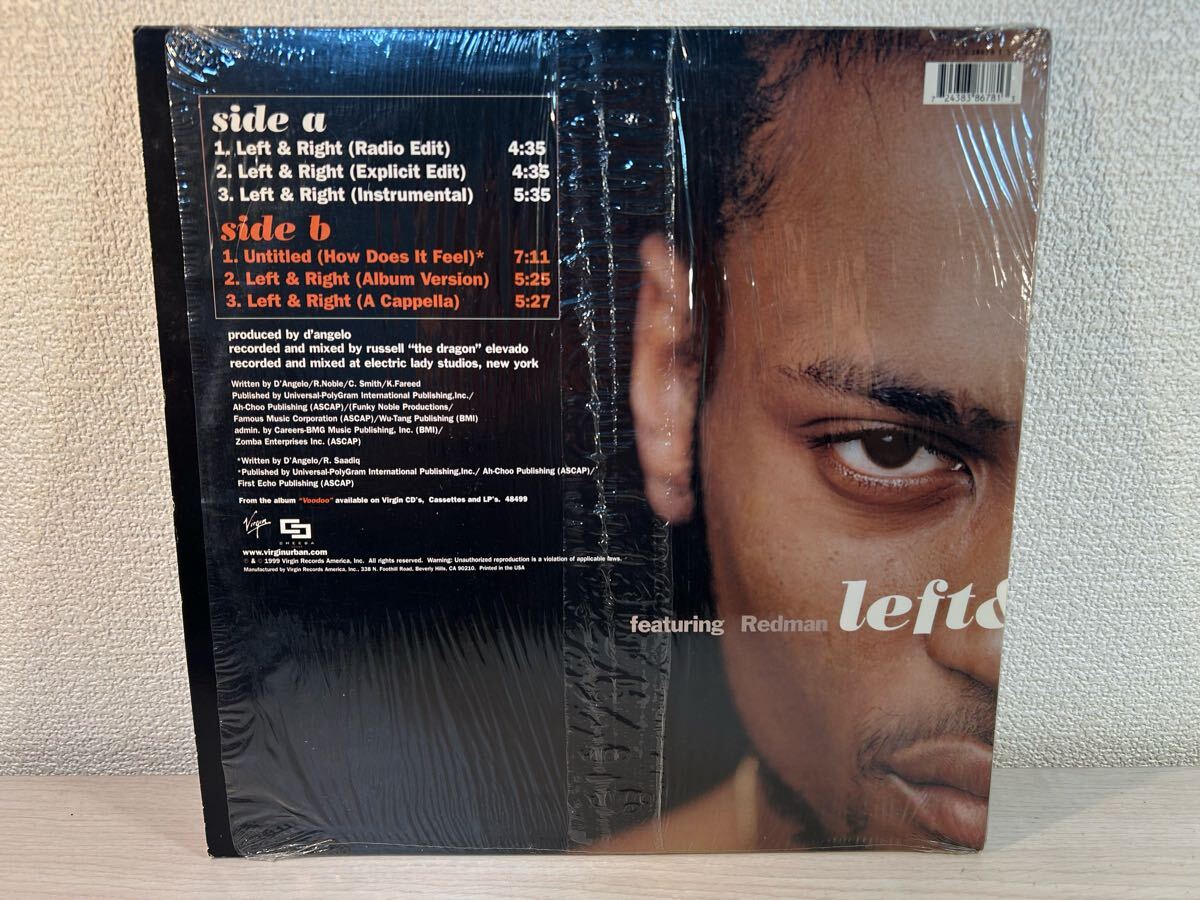 side a
1. Left & Right (Radio Edit) 4:35
2. Left & Right (Explicit Edit) 4:35
3. Left & Right (Instrumental) 5:35
side b
1. Untitled (How Does It Feel)* 7:11
2. Left & Right (Album Version) 5:25
3. Left & Right (A Cappella) 5:27
produced by d'angelo
recorded and mixed by russell "the dragon" elevado
recorded and mixed at electric lady studios, new york
Written by D'Angelo/R.Noble/C. Smith/K.Fareed
Published by Universal-PolyGram International Publishing,Inc./
Ah-Choo Publishing (ASCAP)/(Funky Noble Productions/
Famous Music Corporation (ASCAP)/Wu-Tang Publishing (BMI)
admin. by Careers-BMG Music Publishing, Inc. (BMI)/
Zomba Enterprises Inc. (ASCAP)
*Written by D'Angelo/R. Saadiq
*Published by Universal-PolyGram International Publishing,Inc./ Ah-Choo Publishing (ASCAP)/
First Echo Publishing (ASCAP)
From the album "Voodoo" available on Virgin CD's, Cassettes and LP's. 48499
Virgin
www.virginurban.com
℗ & © 1999 Virgin Records America, Inc. All rights reserved. Warning: Unauthorized reproduction is a violation of applicable laws.
Manufactured by Virgin Records America, Inc., 338 N. Foothill Road, Beverly Hills, CA 90210. Printed in the USA
7 24383 86781 3
featuring Redman left&